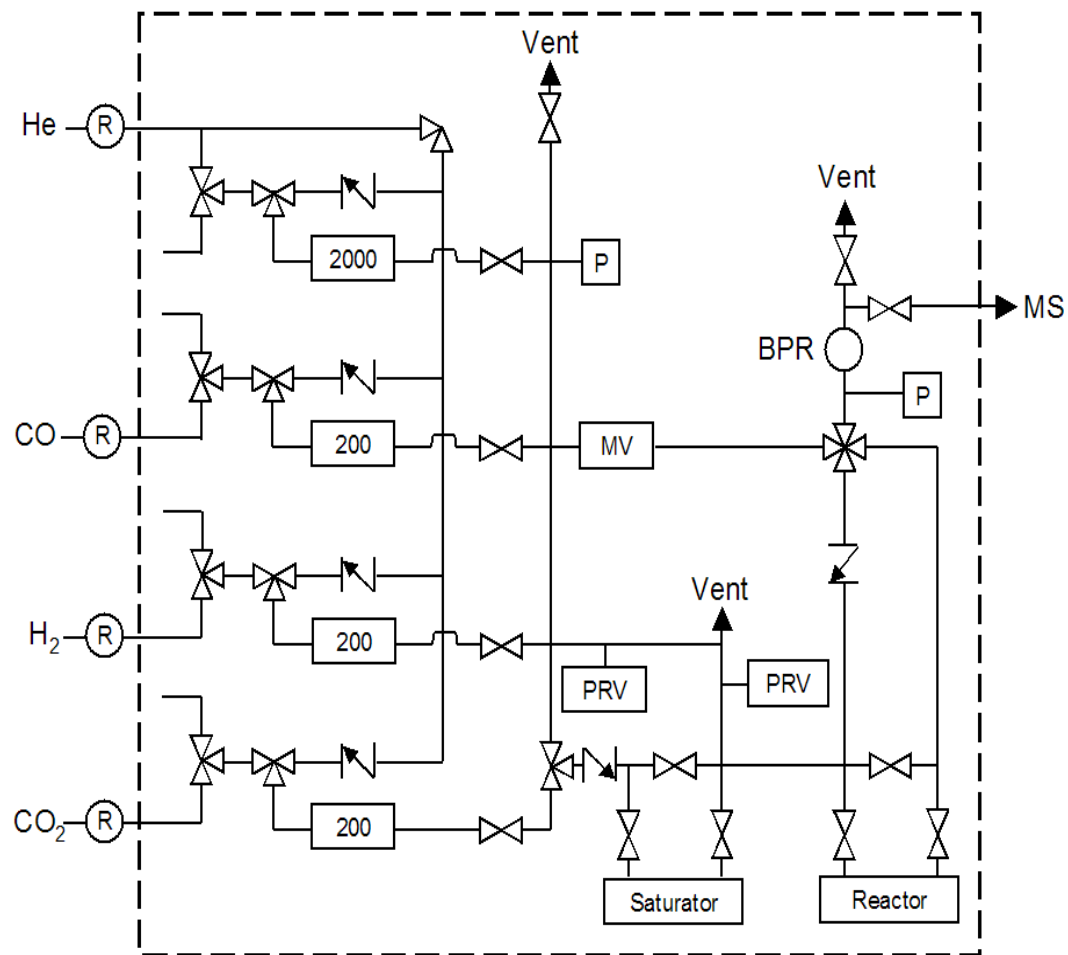 Vent
He
R
Vent
2000
P
MS
BPR
P
CO
R
200
MV
Vent
H2
R
200
PRV
PRV
CO2
R
200
Saturator
Reactor